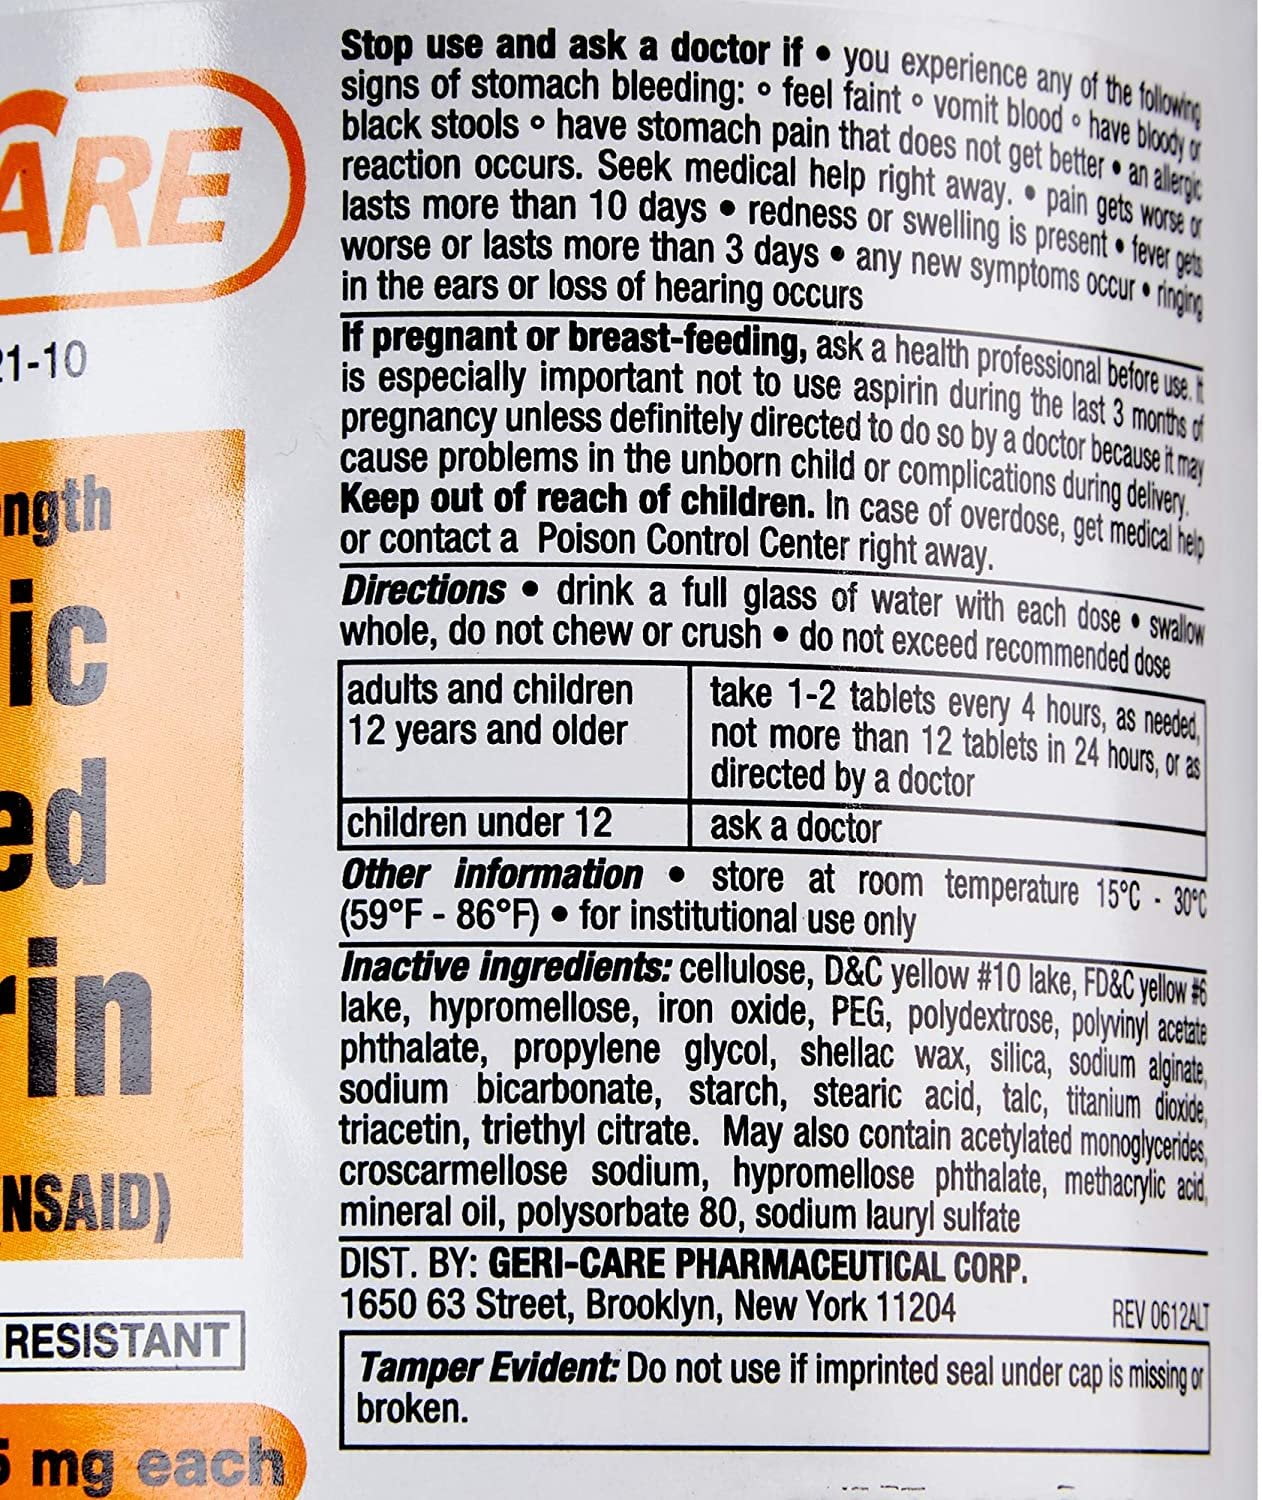 ARE
21-10
ngth
ic
ed
rin
NSAID)
RESISTANT
5 mg each
Stop use and ask a doctor if • you experience any of the following
signs of stomach bleeding: ◦ feel faint ◦ vomit blood ◦ have bloody or
black stools ◦ have stomach pain that does not get better • an allergic
reaction occurs. Seek medical help right away. • pain gets worse or
lasts more than 10 days • redness or swelling is present • fever gets
worse or lasts more than 3 days • any new symptoms occur • ringing
in the ears or loss of hearing occurs
If pregnant or breast-feeding, ask a health professional before use. It
is especially important not to use aspirin during the last 3 months of
pregnancy unless definitely directed to do so by a doctor because it may
cause problems in the unborn child or complications during delivery.
Keep out of reach of children. In case of overdose, get medical help
or contact a Poison Control Center right away.
Directions • drink a full glass of water with each dose • swallow
whole, do not chew or crush • do not exceed recommended dose
adults and children
12 years and older
take 1-2 tablets every 4 hours, as needed,
not more than 12 tablets in 24 hours, or as
directed by a doctor
children under 12
ask a doctor
Other information • store at room temperature 15°C - 30°C
(59°F - 86°F) • for institutional use only
Inactive ingredients: cellulose, D&C yellow #10 lake, FD&C yellow #6
lake, hypromellose, iron oxide, PEG, polydextrose, polyvinyl acetate
phthalate, propylene glycol, shellac wax, silica, sodium alginate,
sodium bicarbonate, starch, stearic acid, talc, titanium dioxide,
triacetin, triethyl citrate. May also contain acetylated monoglycerides,
croscarmellose sodium, hypromellose phthalate, methacrylic acid,
mineral oil, polysorbate 80, sodium lauryl sulfate
DIST. BY: GERI-CARE PHARMACEUTICAL CORP.
1650 63 Street, Brooklyn, New York 11204
REV 0612ALT
Tamper Evident: Do not use if imprinted seal under cap is missing or
broken.